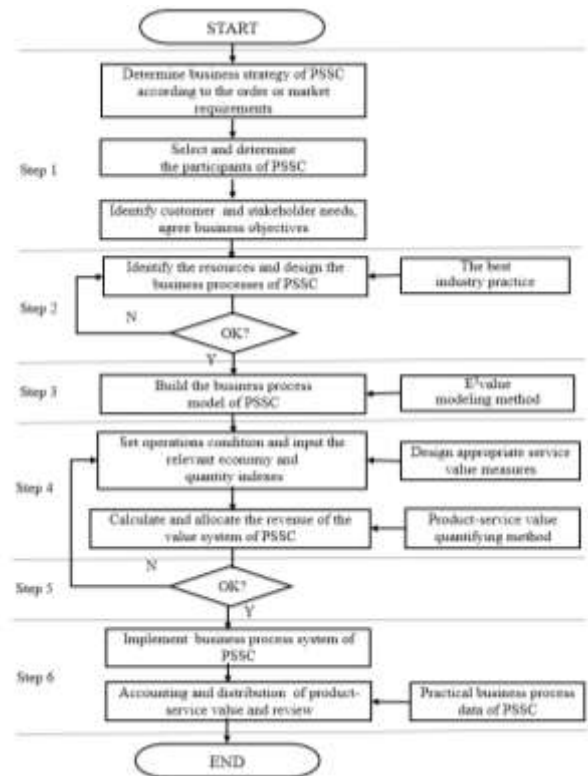 START
Determine business strategy of PSSC
according to the order or market
requirements
Select and determine
the participants of PSSC
Step 1
Identify customer and stakeholder needs,
agree business objectives
Identify the resources and design the
business processes of PSSC
The best
industry practice
Step 2
N
OK?
Y
Step 3
Build the business process
model of PSSC
E³value
modeling method
Set operations condition and input the
relevant economy and
quantity indexes
Design appropriate service
value measures
Step 4
Calculate and allocate the revenue of the
value system of PSSC
Product-service value
quantifying method
N
Step 5
OK?
Y
Implement business process system of
PSSC
Step 6
Accounting and distribution of product-
service value and review
Practical business process
data of PSSC
END